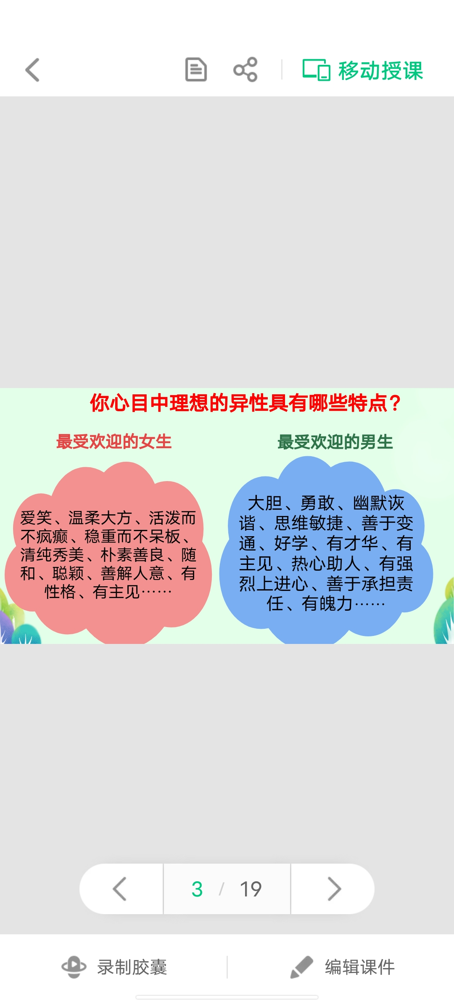 移动授课
你心目中理想的异性具有哪些特点？
最受欢迎的女生
爱笑、温柔大方、活泼而
不疯癫、稳重而不呆板、
清纯秀美、朴素善良、随
和、聪颖、善解人意、有
性格、有主见……
最受欢迎的男生
大胆、勇敢、幽默诙
谐、思维敏捷、善于变
通、好学、有才华、有
主见、热心助人、有强
烈上进心、善于承担责
任、有魄力……
3 / 19
录制胶囊
编辑课件